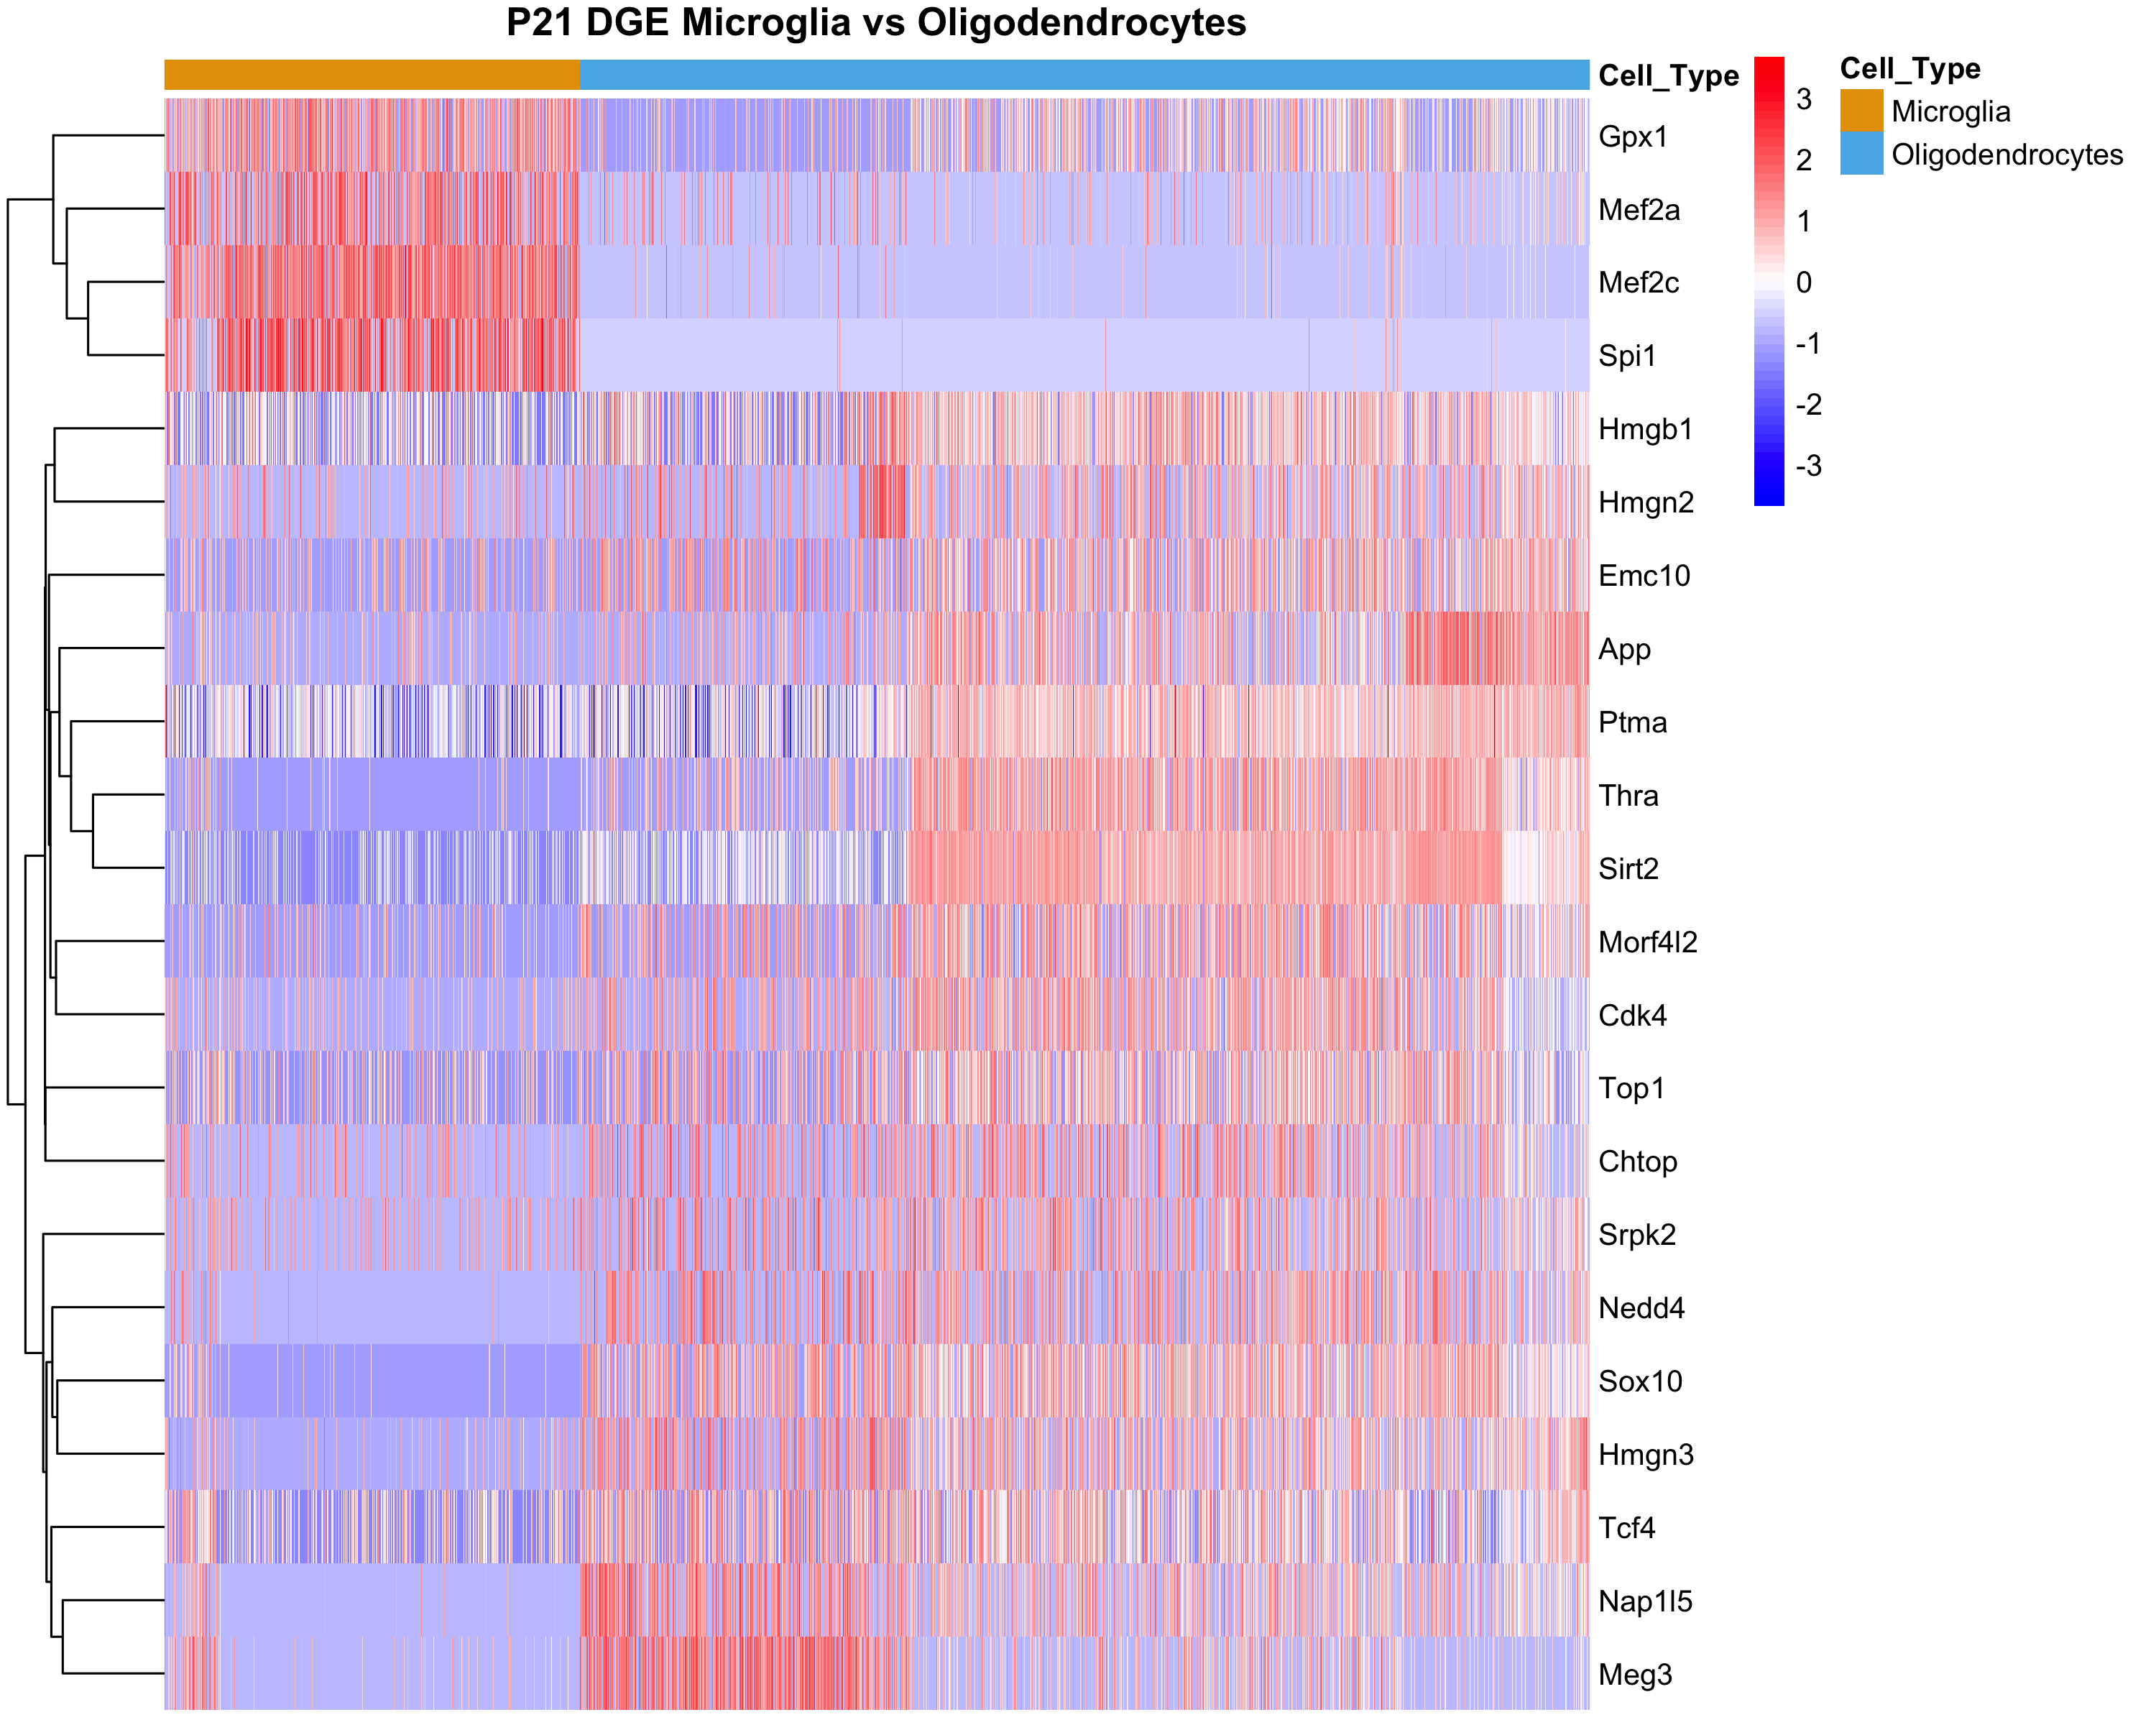 P21 DGE Microglia vs Oligodendrocytes
Cell_Type
Gpx1
Mef2a
Mef2c
Spi1
Hmgb1
Hmgn2
Emc10
App
Ptma
Thra
Sirt2
Morf4l2
Cdk4
Top1
Chtop
Srpk2
Nedd4
Sox10
Hmgn3
Tcf4
Nap1l5
Meg3
3
2
1
0
-1
-2
-3
Cell_Type
Microglia
Oligodendrocytes